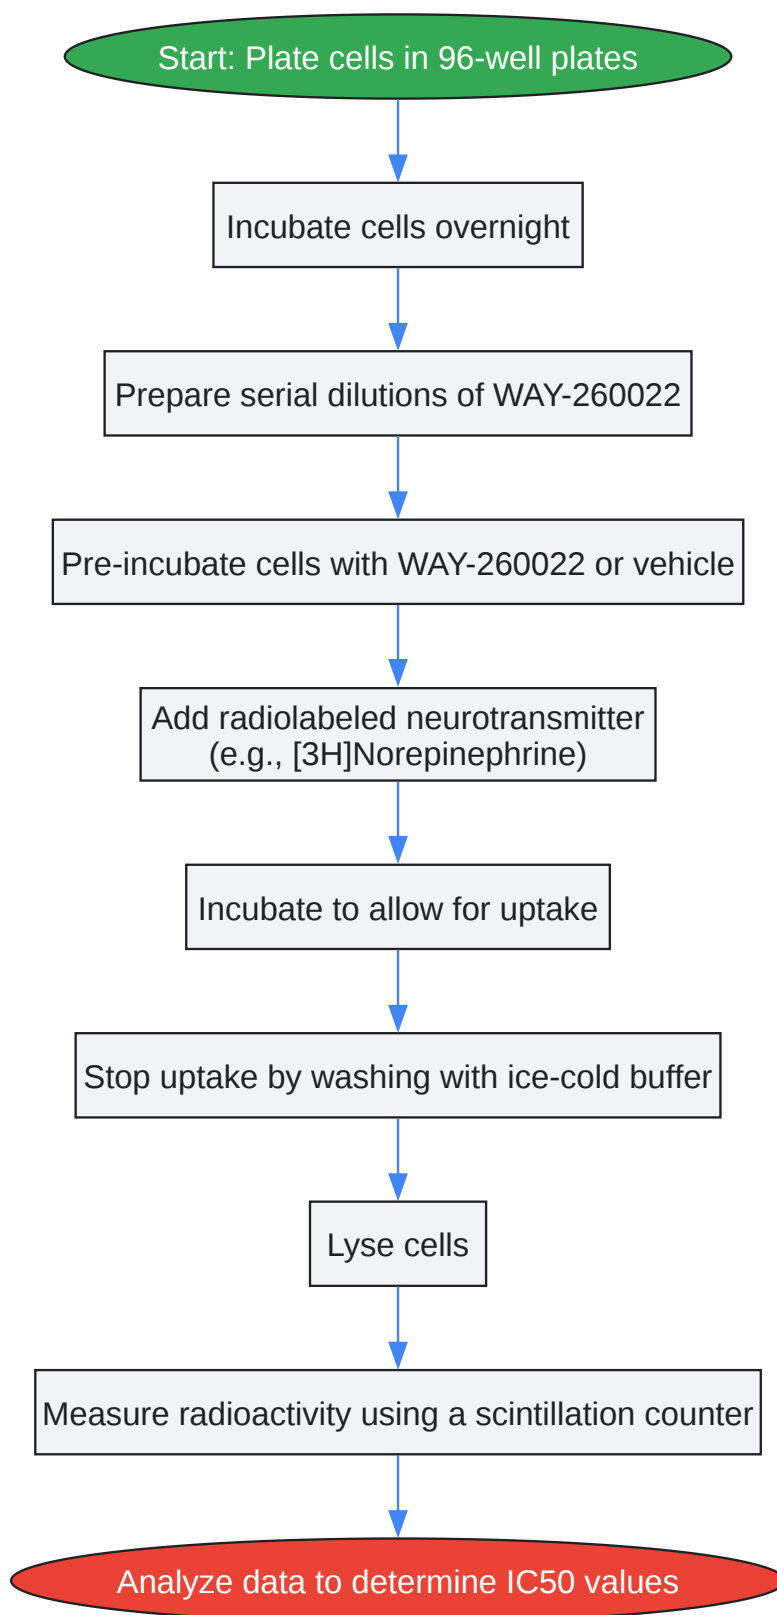 Start: Plate cells in 96-well plates
Incubate cells overnight
Prepare serial dilutions of WAY-260022
Pre-incubate cells with WAY-260022 or vehicle
Add radiolabeled neurotransmitter
(e.g., [3H]Norepinephrine)
Incubate to allow for uptake
Stop uptake by washing with ice-cold buffer
Lyse cells
Measure radioactivity using a scintillation counter
Analyze data to determine IC50 values